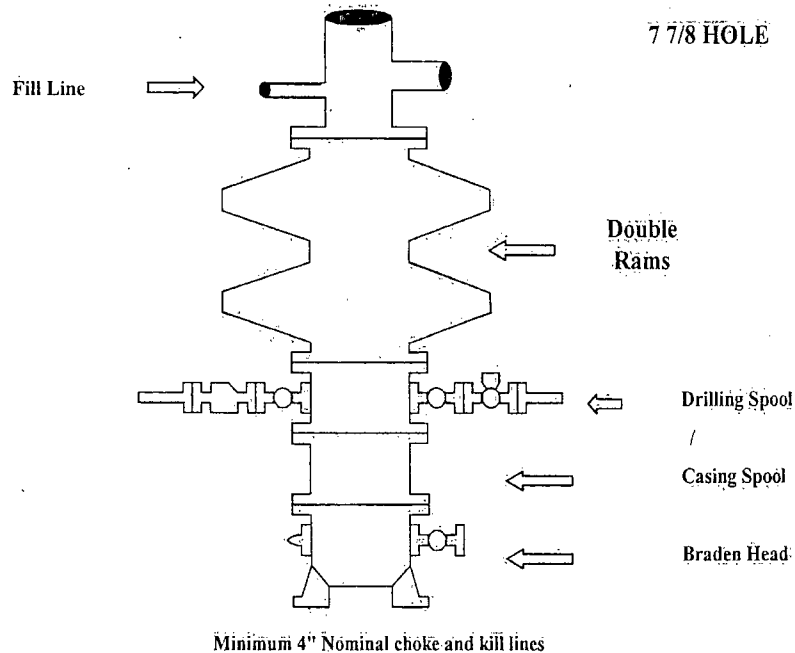 7 7/8 HOLE
Fill Line
Double
Rams
Drilling Spool
Casing Spool
Braden Head
Minimum 4" Nominal choke and kill lines